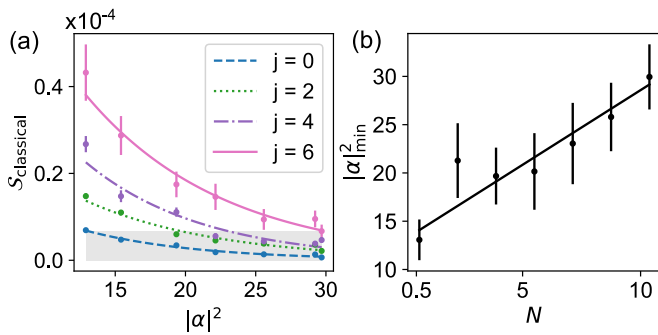 (a)
x10^-4
0.4
0.2
0.0
S_classical
15
20
25
30
|α|^2
j = 0
j = 2
j = 4
j = 6
(b)
30
25
20
15
10
|α|^2_min
0.5
5
10
N